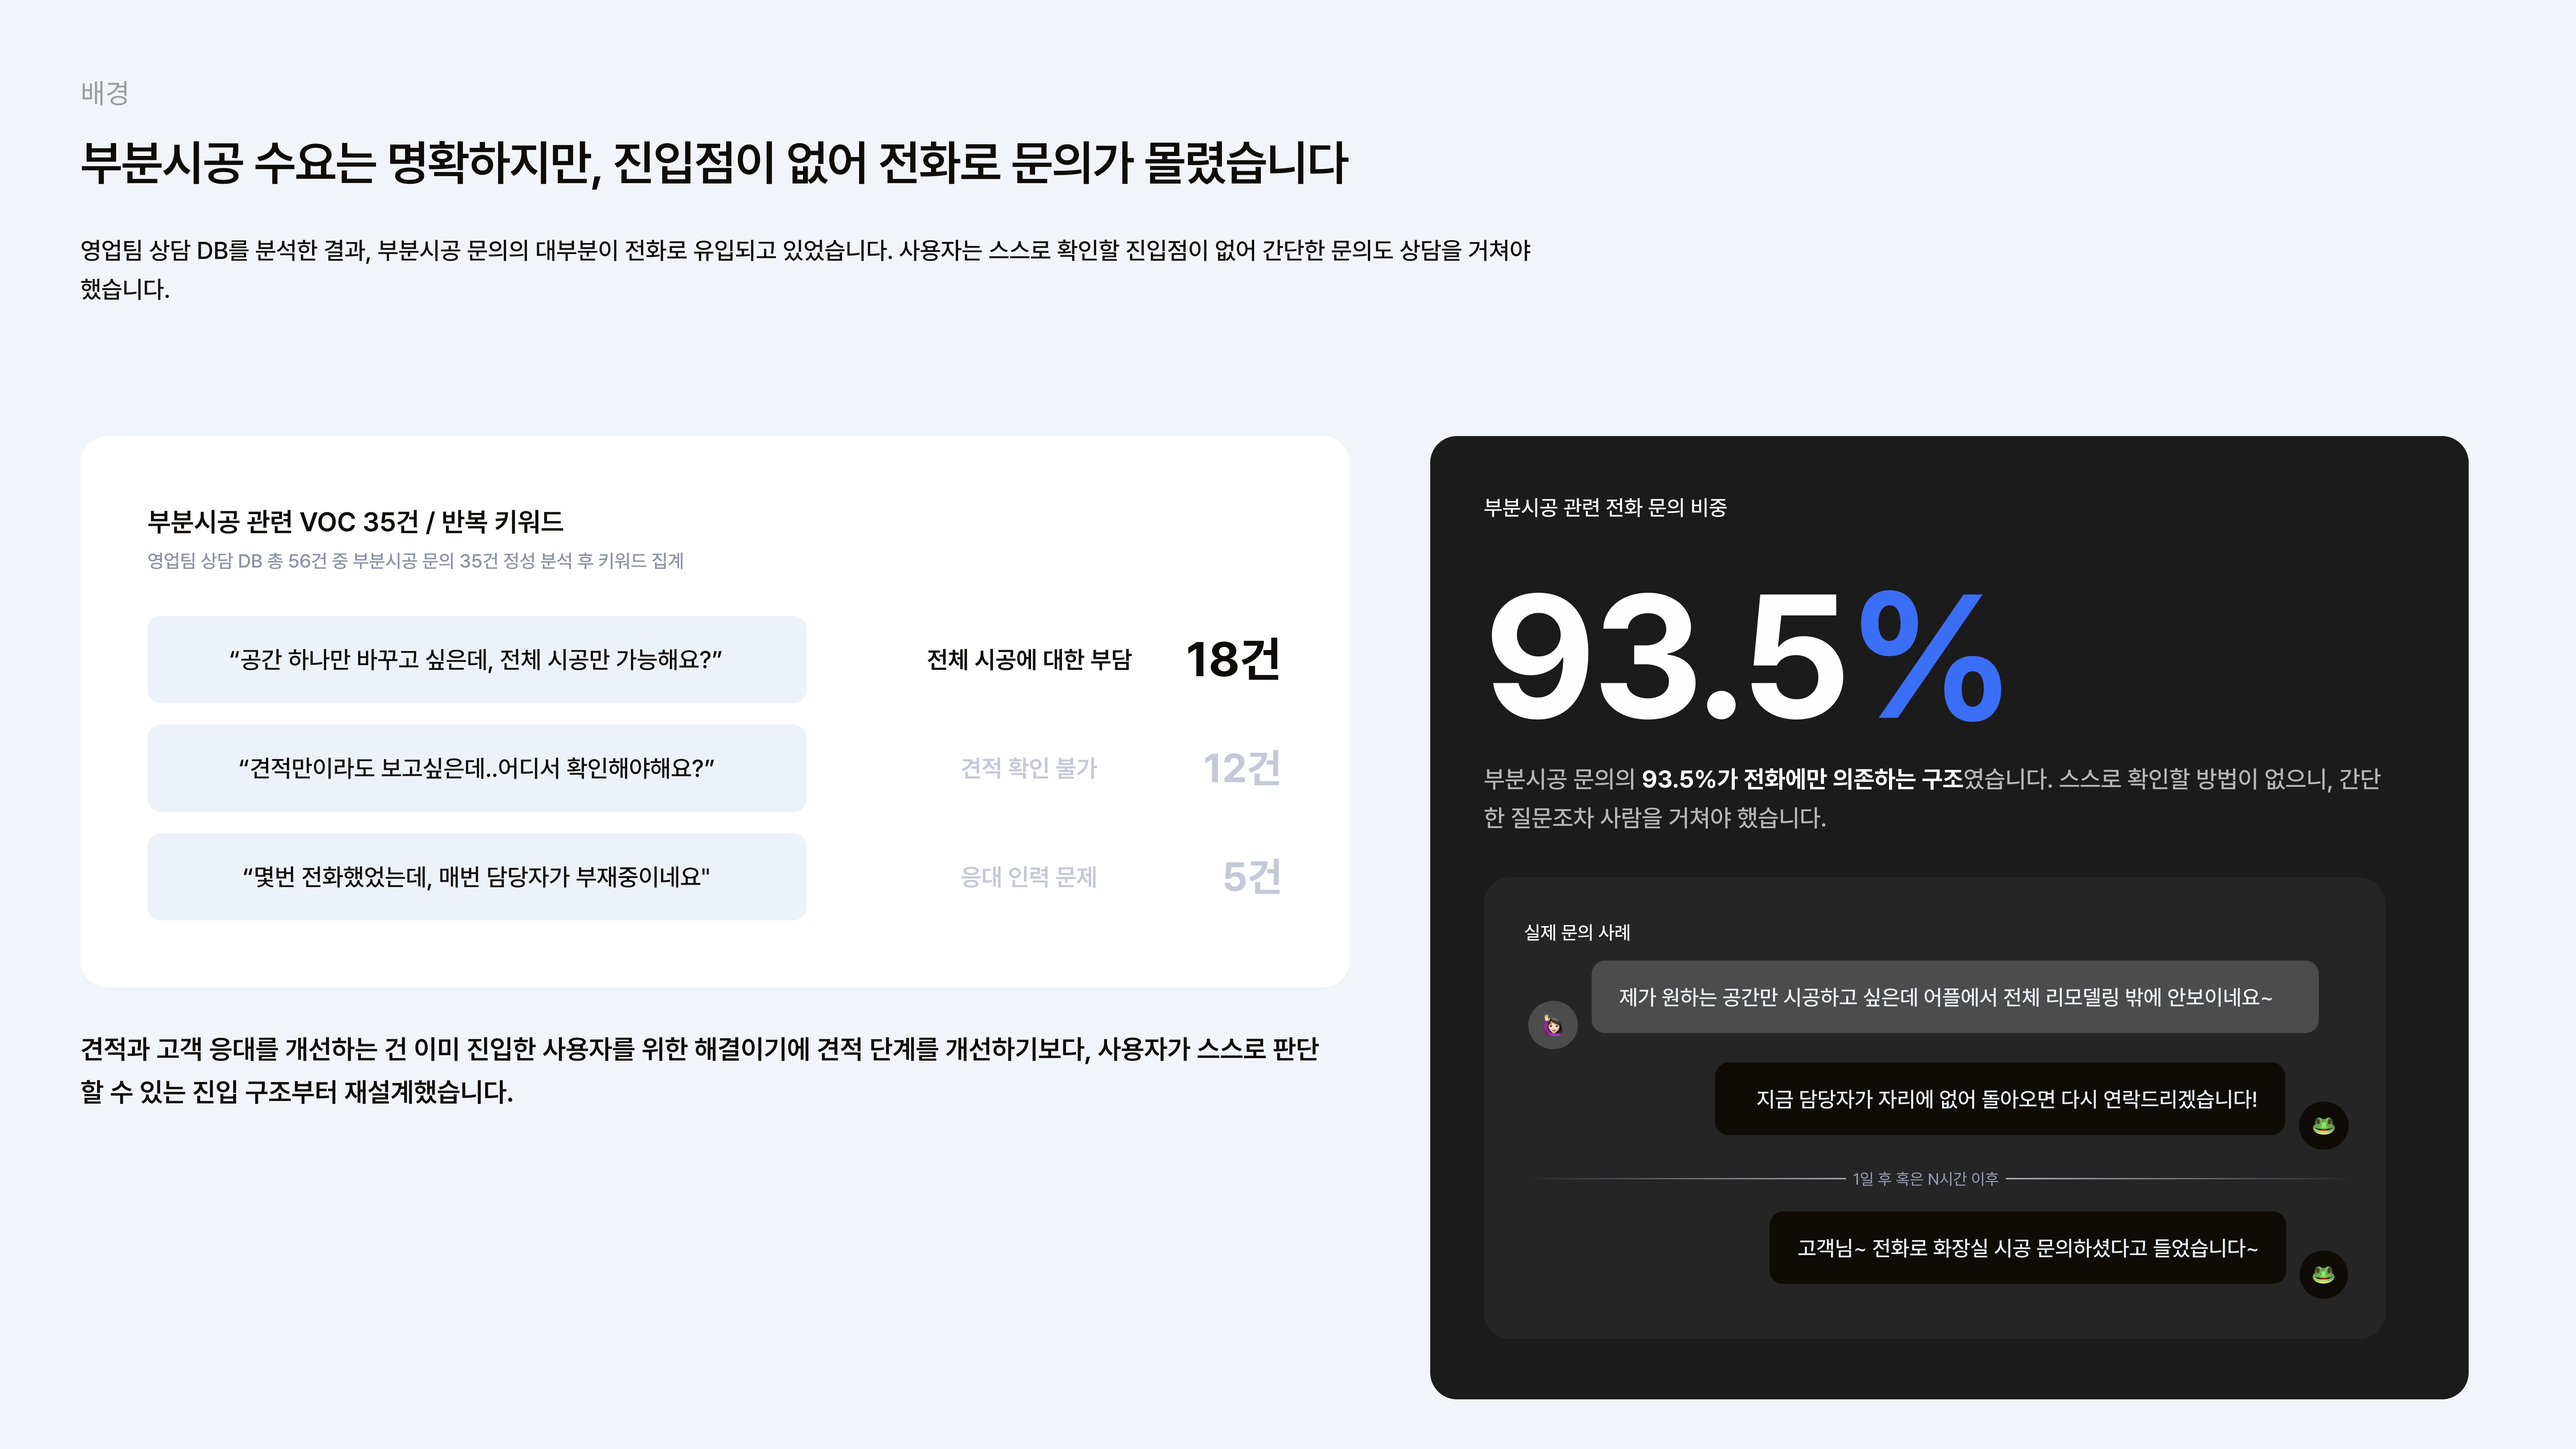 배경
부분시공 수요는 명확하지만, 진입점이 없어 전화로 문의가 몰렸습니다
영업팀 상담 DB를 분석한 결과, 부분시공 문의의 대부분이 전화로 유입되고 있었습니다. 사용자는 스스로 확인할 진입점이 없어 간단한 문의도 상담을 거쳐야
했습니다.
부분시공 관련 VOC 35건 / 반복 키워드
영업팀 상담 DB 총 56건 중 부분시공 문의 35건 정성 분석 후 키워드 집계
“공간 하나만 바꾸고 싶은데, 전체 시공만 가능해요?”
전체 시공에 대한 부담
18건
“견적만이라도 보고싶은데..어디서 확인해야해요?”
견적 확인 불가
12건
“몇번 전화했었는데, 매번 담당자가 부재중이네요"
응대 인력 문제
5건
견적과 고객 응대를 개선하는 건 이미 진입한 사용자를 위한 해결이기에 견적 단계를 개선하기보다, 사용자가 스스로 판단
할 수 있는 진입 구조부터 재설계했습니다.
부분시공 관련 전화 문의 비중
93.5%
부분시공 문의의 93.5%가 전화에만 의존하는 구조였습니다. 스스로 확인할 방법이 없으니, 간단
한 질문조차 사람을 거쳐야 했습니다.
실제 문의 사례
제가 원하는 공간만 시공하고 싶은데 어플에서 전체 리모델링 밖에 안보이네요~
지금 담당자가 자리에 없어 돌아오면 다시 연락드리겠습니다!
1일 후 혹은 N시간 이후
고객님~ 전화로 화장실 시공 문의하셨다고 들었습니다~